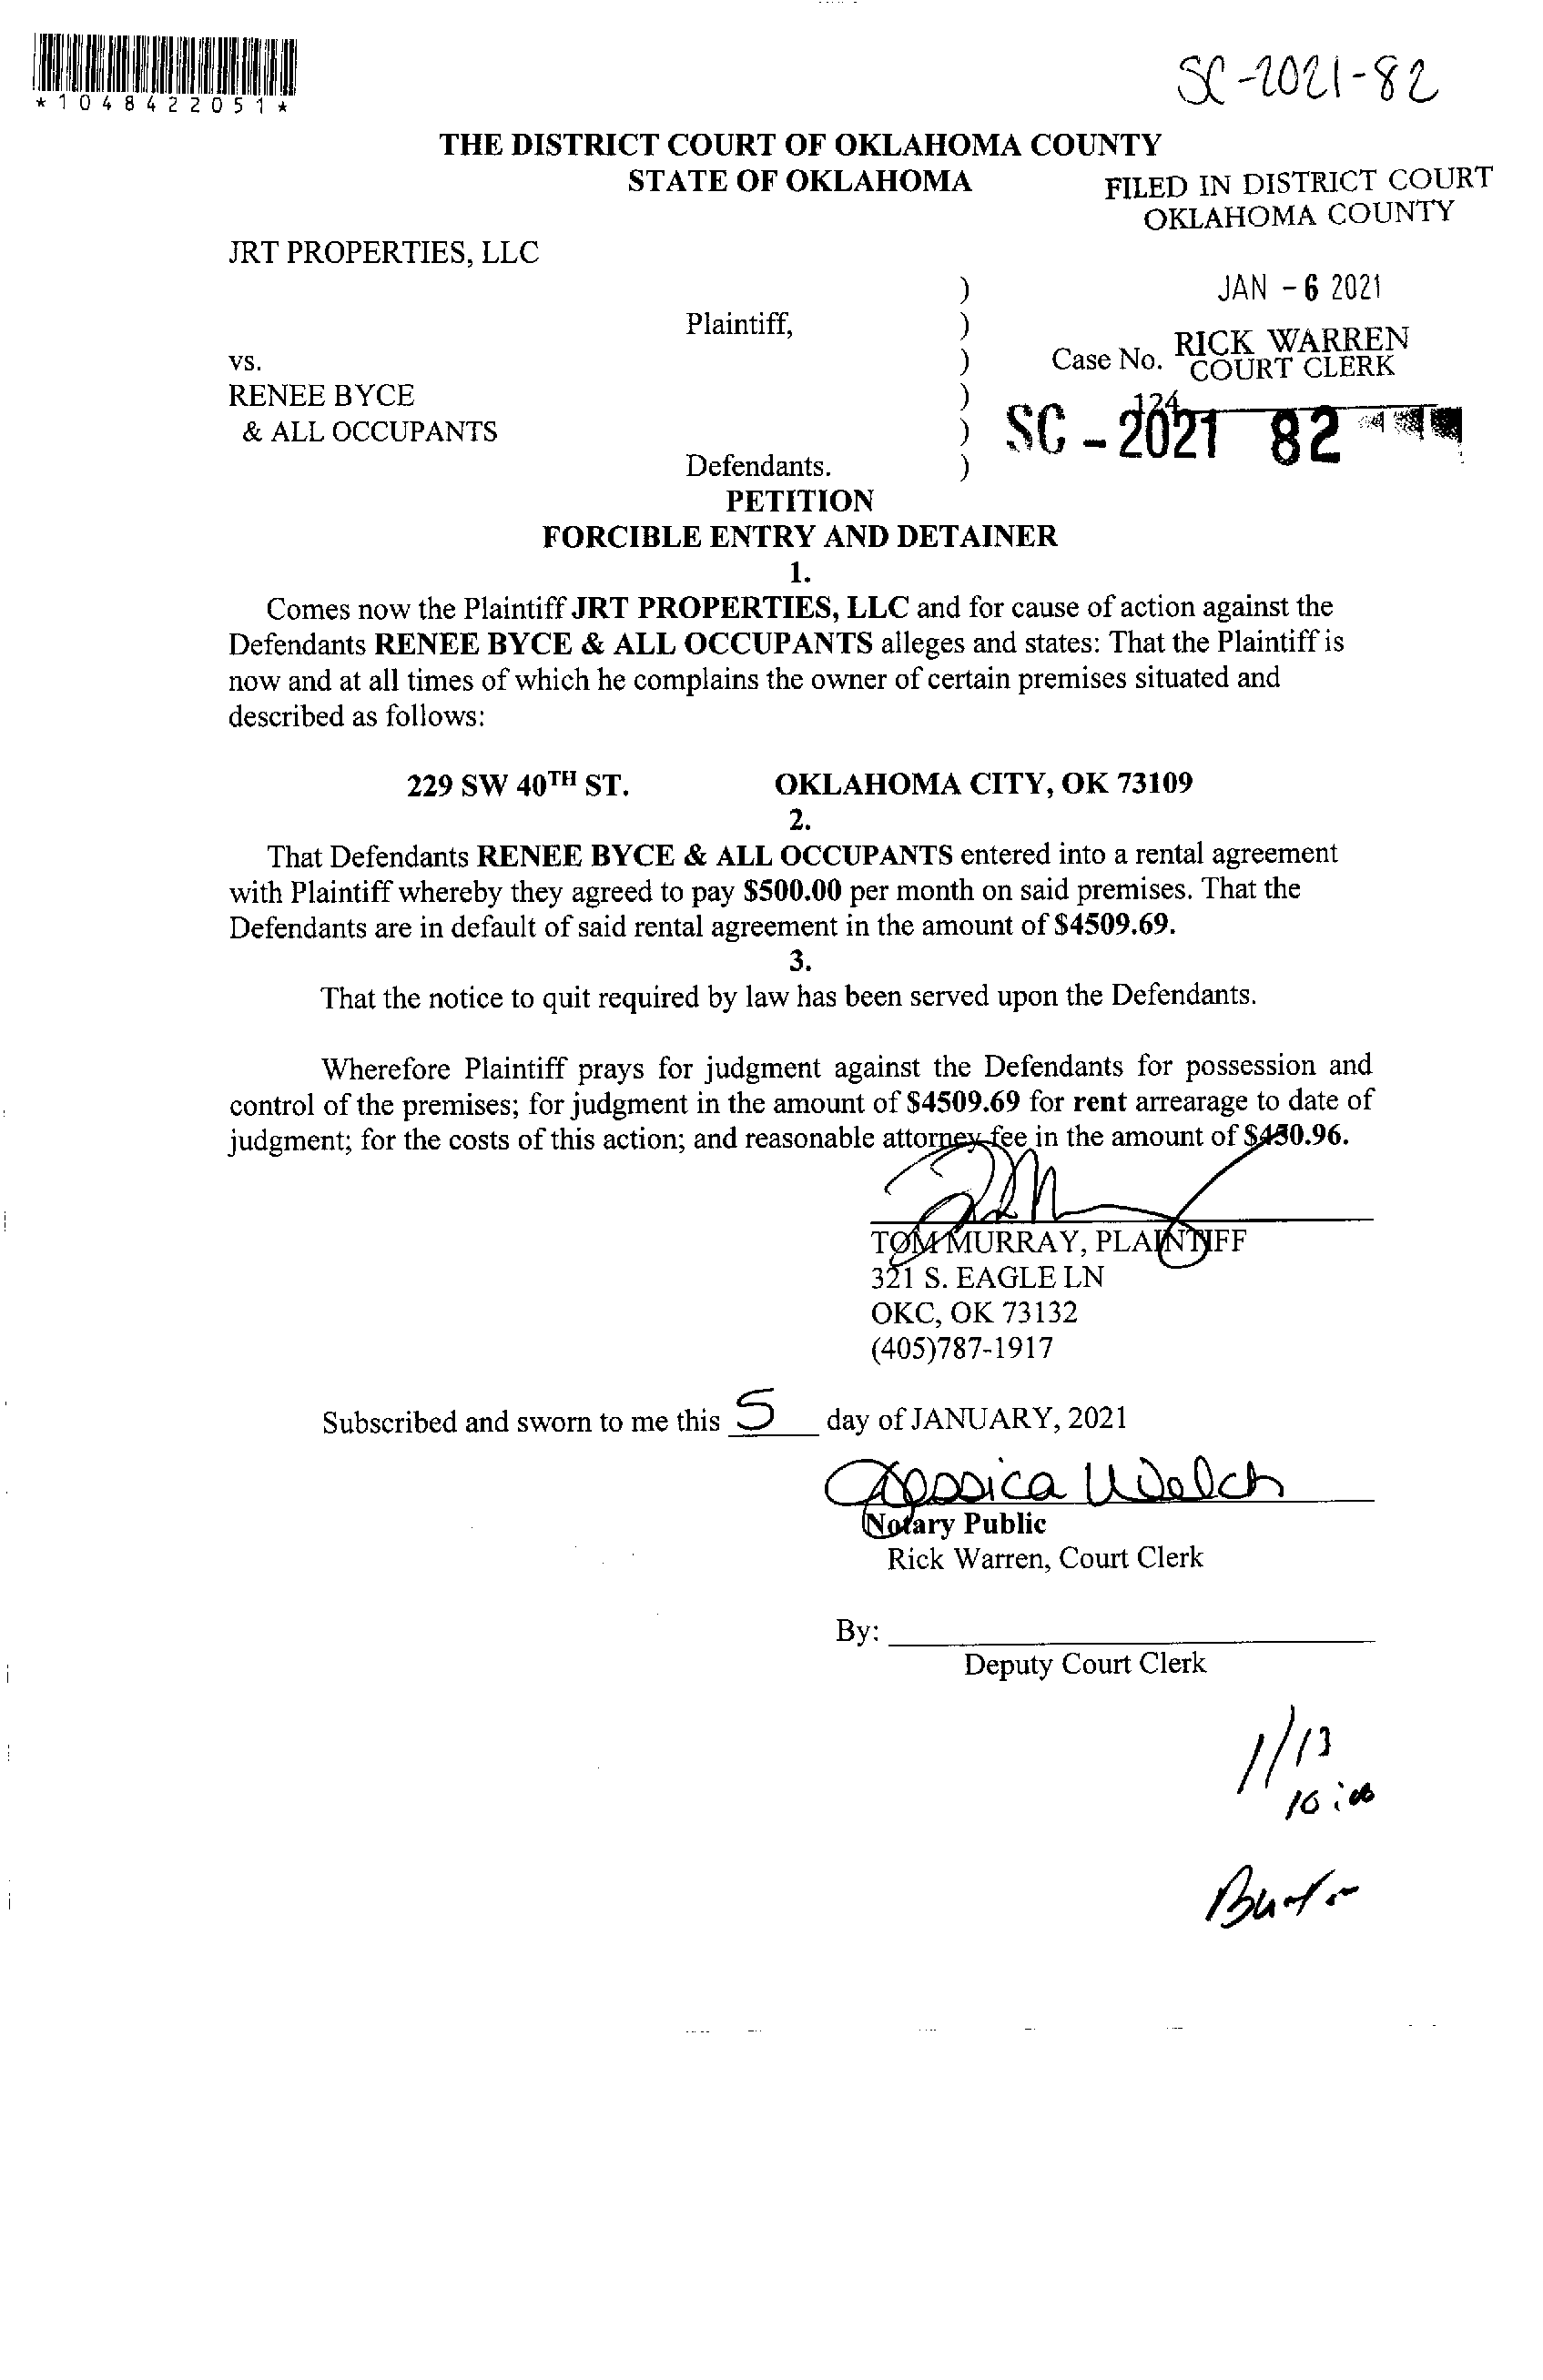 *1048422051*
SC-2021-82
THE DISTRICT COURT OF OKLAHOMA COUNTY
STATE OF OKLAHOMA
FILED IN DISTRICT COURT
OKLAHOMA COUNTY
JRT PROPERTIES, LLC
)
JAN - 6 2021
Plaintiff, )
RICK WARREN
vs. ) Case No. COURT CLERK
RENEE BYCE ) 124
& ALL OCCUPANTS ) SC - 2021 82
Defendants. )
PETITION
FORCIBLE ENTRY AND DETAINER
1.
Comes now the Plaintiff JRT PROPERTIES, LLC and for cause of action against the
Defendants RENEE BYCE & ALL OCCUPANTS alleges and states: That the Plaintiff is
now and at all times of which he complains the owner of certain premises situated and
described as follows:
229 SW 40TH ST. OKLAHOMA CITY, OK 73109
2.
That Defendants RENEE BYCE & ALL OCCUPANTS entered into a rental agreement
with Plaintiff whereby they agreed to pay $500.00 per month on said premises. That the
Defendants are in default of said rental agreement in the amount of $4509.69.
3.
That the notice to quit required by law has been served upon the Defendants.
Wherefore Plaintiff prays for judgment against the Defendants for possession and
control of the premises; for judgment in the amount of $4509.69 for rent arrearage to date of
judgment; for the costs of this action; and reasonable attorney fee in the amount of $450.96.
TOM MURRAY, PLAINTIFF
321 S. EAGLE LN
OKC, OK 73132
(405)787-1917
Subscribed and sworn to me this 5 day of JANUARY, 2021
Jessica Welch
Notary Public
Rick Warren, Court Clerk
By:
Deputy Court Clerk
1/13
10:00